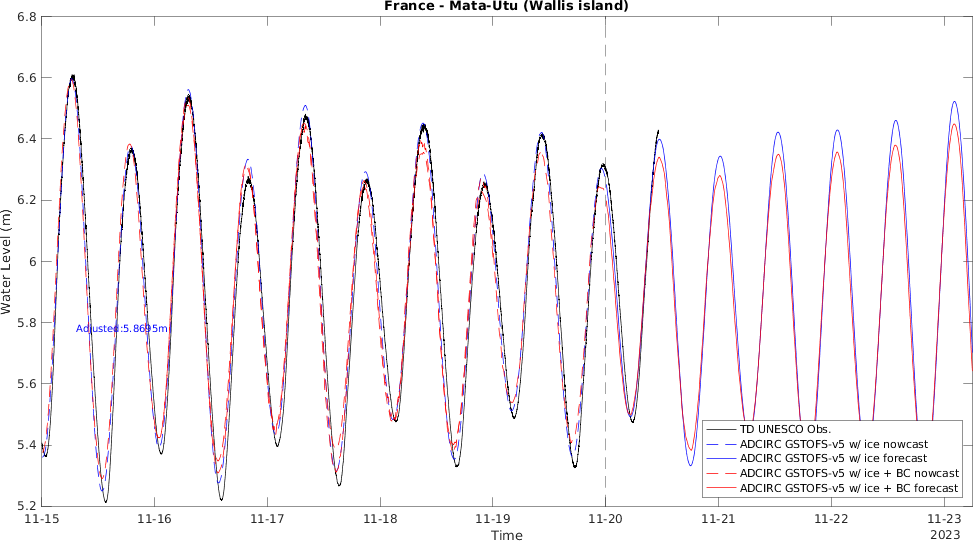 France - Mata-Utu (Wallis island)
6.8
6.6
6.4
6.2
6
5.8
5.6
5.4
5.2
Water Level (m)
Adjusted:5.8695m
TD UNESCO Obs.
ADCIRC GSTOFS-v5 w/ ice nowcast
ADCIRC GSTOFS-v5 w/ ice forecast
ADCIRC GSTOFS-v5 w/ ice + BC nowcast
ADCIRC GSTOFS-v5 w/ ice + BC forecast
11-15 11-16 11-17 11-18 11-19 11-20 11-21 11-22 11-23
Time
2023